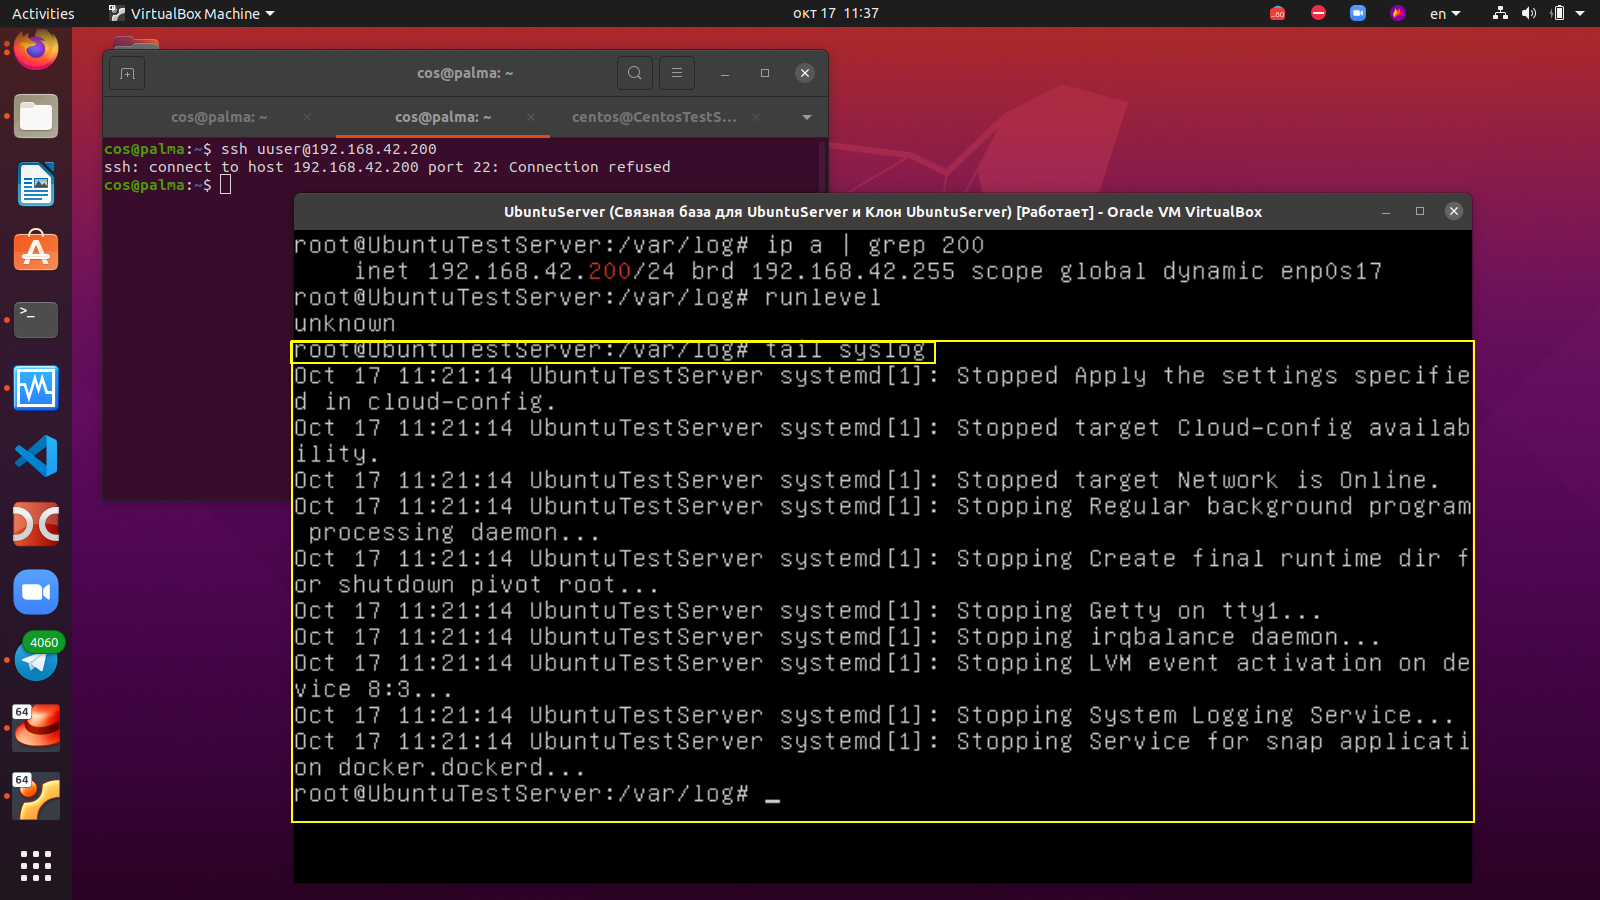 Activities
VirtualBox Machine
окт 17 11:37
60
en
cos@palma: ~
cos@palma: ~
cos@palma: ~
centos@CentosTestS...
cos@palma:~$ ssh uuser@192.168.42.200
ssh: connect to host 192.168.42.200 port 22: Connection refused
cos@palma:~$
UbuntuServer (Связная база для UbuntuServer и Клон UbuntuServer) [Работает] - Oracle VM VirtualBox
root@UbuntuTestServer:/var/log# ip a | grep 200
inet 192.168.42.200/24 brd 192.168.42.255 scope global dynamic enp0s17
root@UbuntuTestServer:/var/log# runlevel
unknown
root@UbuntuTestServer:/var/log# tail syslog
Oct 17 11:21:14 UbuntuTestServer systemd[1]: Stopped Apply the settings specifie
d in cloud-config.
Oct 17 11:21:14 UbuntuTestServer systemd[1]: Stopped target Cloud-config availab
ility.
Oct 17 11:21:14 UbuntuTestServer systemd[1]: Stopped target Network is Online.
Oct 17 11:21:14 UbuntuTestServer systemd[1]: Stopping Regular background program
processing daemon...
Oct 17 11:21:14 UbuntuTestServer systemd[1]: Stopping Create final runtime dir f
or shutdown pivot root...
Oct 17 11:21:14 UbuntuTestServer systemd[1]: Stopping Getty on tty1...
Oct 17 11:21:14 UbuntuTestServer systemd[1]: Stopping irqbalance daemon...
Oct 17 11:21:14 UbuntuTestServer systemd[1]: Stopping LVM event activation on de
vice 8:3...
Oct 17 11:21:14 UbuntuTestServer systemd[1]: Stopping System Logging Service...
Oct 17 11:21:14 UbuntuTestServer systemd[1]: Stopping Service for snap applicati
on docker.dockerd...
root@UbuntuTestServer:/var/log# _
>_
4060
64
64